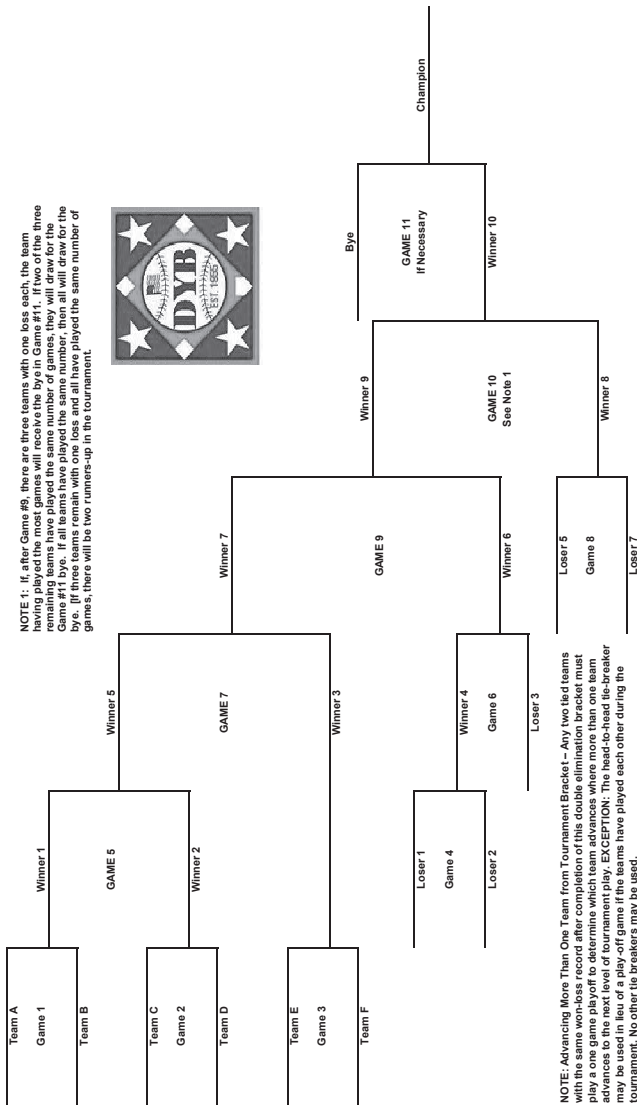 Team A
Game 1
Team B
Team C
Game 2
Team D
Team E
Game 3
Team F
Winner 1
GAME 5
Winner 2
Loser 1
Game 4
Loser 2
Winner 5
GAME 7
Winner 3
Winner 4
Game 6
Loser 3
Winner 7
GAME 9
Winner 6
Loser 5
Game 8
Loser 7
Winner 9
GAME 10
See Note 1
Winner 8
Bye
GAME 11
If Necessary
Winner 10
Champion
NOTE 1: If, after Game #9, there are three teams with one loss each, the team
having played the most games will receive the bye in Game #11. If two of the three
remaining teams have played the same number of games, they will draw for the
Game #11 bye. If all teams have played the same number, then all will draw for the
bye. [If three teams remain with one loss and all have played the same number of
games, there will be two runners-up in the tournament.
DYB
EST. 1955
NOTE: Advancing More Than One Team from Tournament Bracket – Any two tied teams
with the same won-loss record after completion of this double elimination bracket must
play a one game playoff to determine which team advances where more than one team
advances to the next level of tournament play. EXCEPTION: The head-to-head tie-breaker
may be used in lieu of a play-off game if the teams have played each other during the
tournament. No other tie breakers may be used.